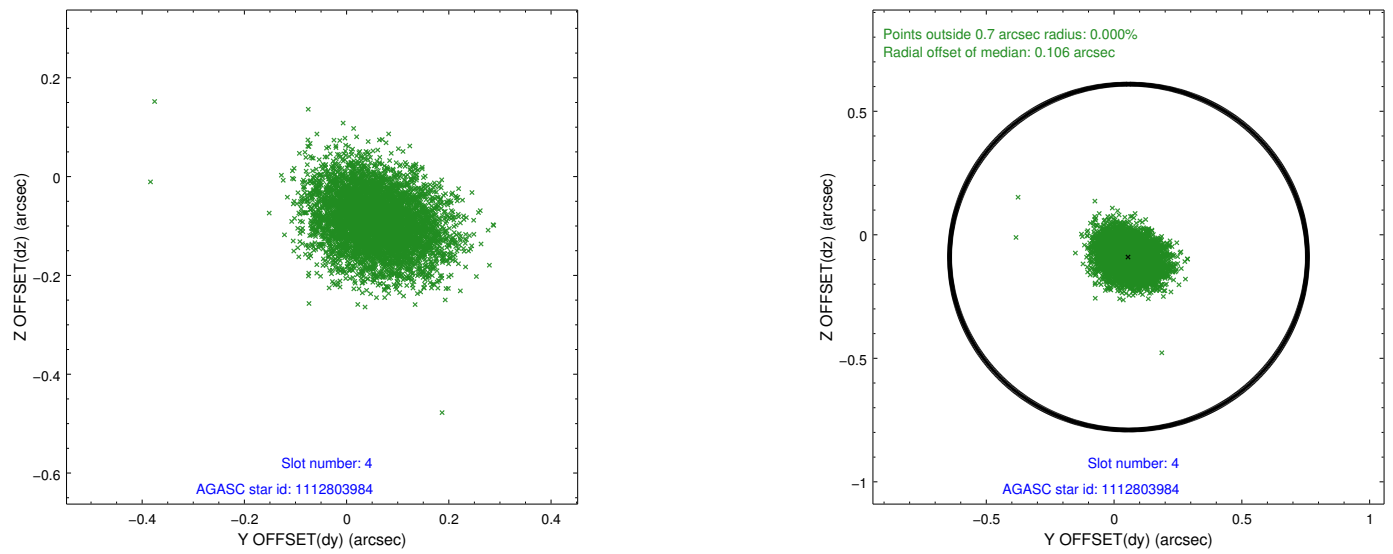 0.2
0
−0.2
−0.4
−0.6
Z OFFSET(dz) (arcsec)
Slot number: 4
AGASC star id: 1112803984
−0.4 −0.2 0 0.2 0.4
Y OFFSET(dy) (arcsec)
Points outside 0.7 arcsec radius: 0.000%
Radial offset of median: 0.106 arcsec
0.5
0
−0.5
−1
Z OFFSET(dz) (arcsec)
Slot number: 4
AGASC star id: 1112803984
−0.5 0 0.5 1
Y OFFSET(dy) (arcsec)